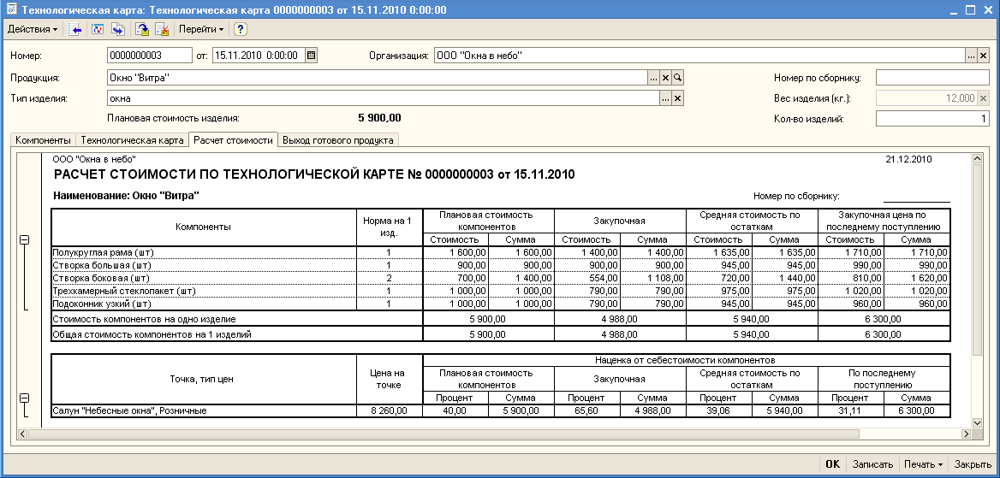 Технологическая карта: Технологическая карта 0000000003 от 15.11.2010 0:00:00
Действия Перейти ?
Номер: 0000000003 от: 15.11.2010 0:00:00 Организация: ООО "Окна в небо" ...
Продукция: Окно "Витра" ... Номер по сборнику:
Тип изделия: окна ... Вес изделия (кг.): 12,000
Плановая стоимость изделия: 5 900,00 Кол-во изделий: 1
Компоненты Технологическая карта Расчет стоимости Выход готового продукта
ООО "Окна в небо" 21.12.2010
РАСЧЕТ СТОИМОСТИ ПО ТЕХНОЛОГИЧЕСКОЙ КАРТЕ № 0000000003 от 15.11.2010
Наименование: Окно "Витра" Номер по сборнику:
Компоненты Норма на 1 изд. Плановая стоимость компонентов Закупочная Средняя стоимость по остаткам Закупочная цена по последнему поступлению
Стоимость Сумма Стоимость Сумма Стоимость Сумма Стоимость Сумма
Полукруглая рама (шт) 1 1 600,00 1 600,00 1 400,00 1 400,00 1 635,00 1 635,00 1 710,00 1 710,00
Створка большая (шт) 1 900,00 900,00 900,00 900,00 945,00 945,00 990,00 990,00
Створка боковая (шт) 2 700,00 1 400,00 554,00 1 108,00 720,00 1 440,00 810,00 1 620,00
Трехкамерный стеклопакет (шт) 1 1 000,00 1 000,00 790,00 790,00 975,00 975,00 1 020,00 1 020,00
Подоконник узкий (шт) 1 1 000,00 1 000,00 790,00 790,00 945,00 945,00 960,00 960,00
Стоимость компонентов на одно изделие 5 900,00 4 988,00 5 940,00 6 300,00
Общая стоимость компонентов на 1 изделий 5 900,00 4 988,00 5 940,00 6 300,00
Точка, тип цен Цена на точке Наценка от себестоимости компонентов
Плановая стоимость компонентов Закупочная Средняя стоимость по остаткам По последнему поступлению
Процент Сумма Процент Сумма Процент Сумма Процент Сумма
Салун "Небесные окна", Розничные 8 260,00 40,00 5 900,00 65,60 4 988,00 39,06 5 940,00 31,11 6 300,00
OK Записать Печать Закрыть